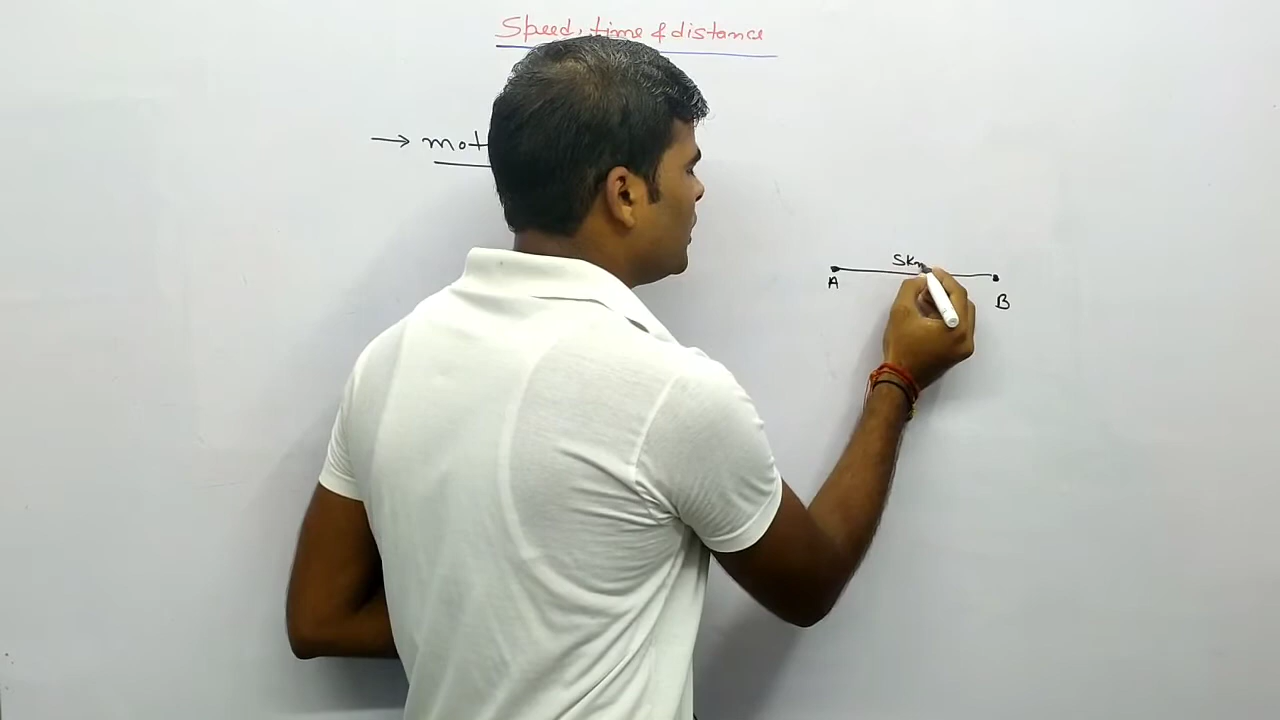 Speed, time & distance
→ mot
5km
A
B